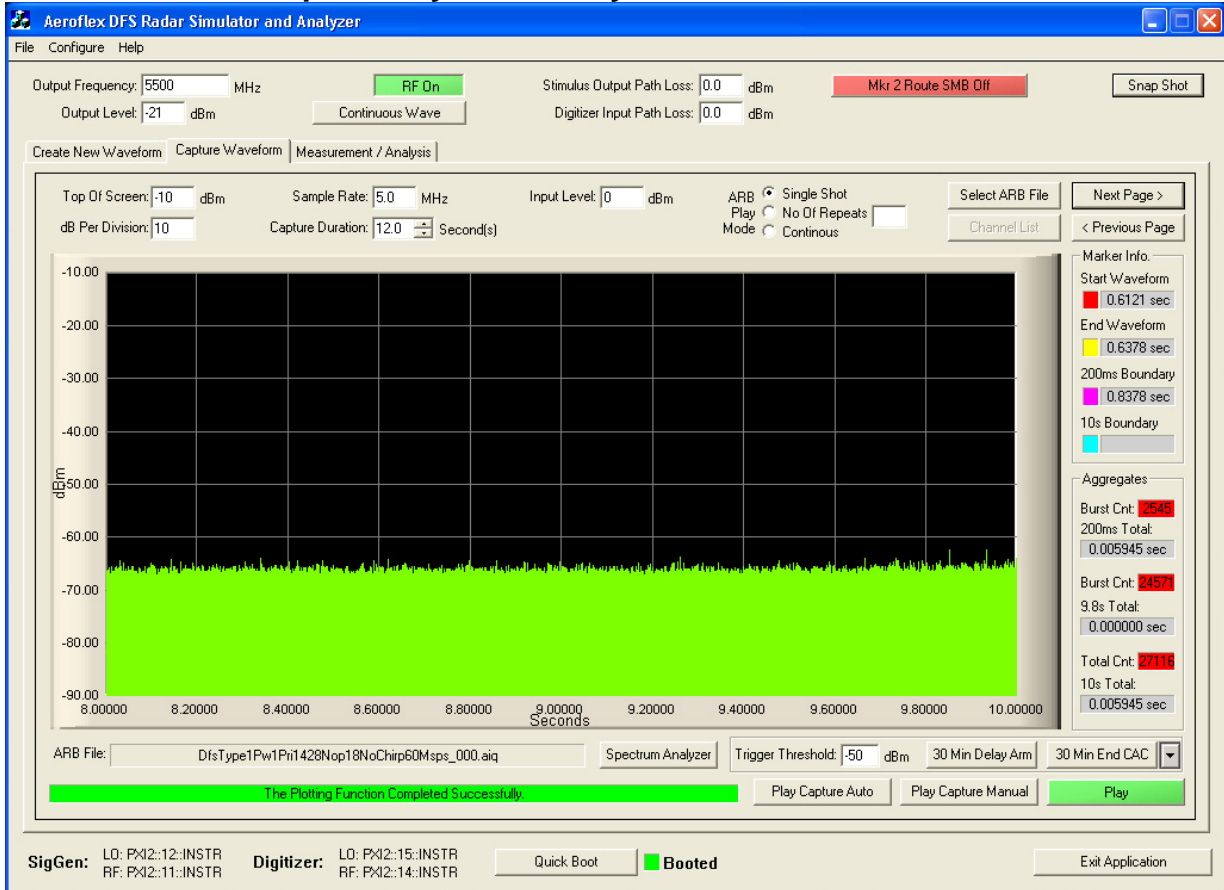 Aeroflex DFS Radar Simulator and Analyzer
File Configure Help
Output Frequency: 5500 MHz RF On Stimulus Output Path Loss: 0.0 dBm Mkr 2 Route SMB Off Snap Shot
Output Level: -21 dBm Continuous Wave Digitizer Input Path Loss: 0.0 dBm
Create New Waveform Capture Waveform Measurement / Analysis
Top Of Screen: -10 dBm Sample Rate: 5.0 MHz Input Level: 0 dBm ARB Play Mode Single Shot Select ARB File Next Page >
No Of Repeats
dB Per Division: 10 Capture Duration: 12.0 Second(s) Continous Channel List < Previous Page
Marker Info.
Start Waveform
0.6121 sec
End Waveform
0.6378 sec
200ms Boundary
0.8378 sec
10s Boundary
Aggregates
Burst Cnt: 2545
200ms Total:
0.005945 sec
Burst Cnt: 24571
9.8s Total:
0.000000 sec
Total Cnt: 27116
10s Total:
0.005945 sec
-10.00
-20.00
-30.00
-40.00
-50.00
-60.00
-70.00
-80.00
-90.00
dBm
8.00000 8.20000 8.40000 8.60000 8.80000 9.00000 9.20000 9.40000 9.60000 9.80000 10.00000
Seconds
ARB File: DfsType1Pw1Pri1428Nop18NoChirp60Msps_000.aiq Spectrum Analyzer Trigger Threshold: -50 dBm 30 Min Delay Arm 30 Min End CAC
The Plotting Function Completed Successfully. Play Capture Auto Play Capture Manual Play
SigGen: LO: PXI2::12::INSTR Digitizer: LO: PXI2::15::INSTR Quick Boot Booted Exit Application
RF: PXI2::11::INSTR RF: PXI2::14::INSTR